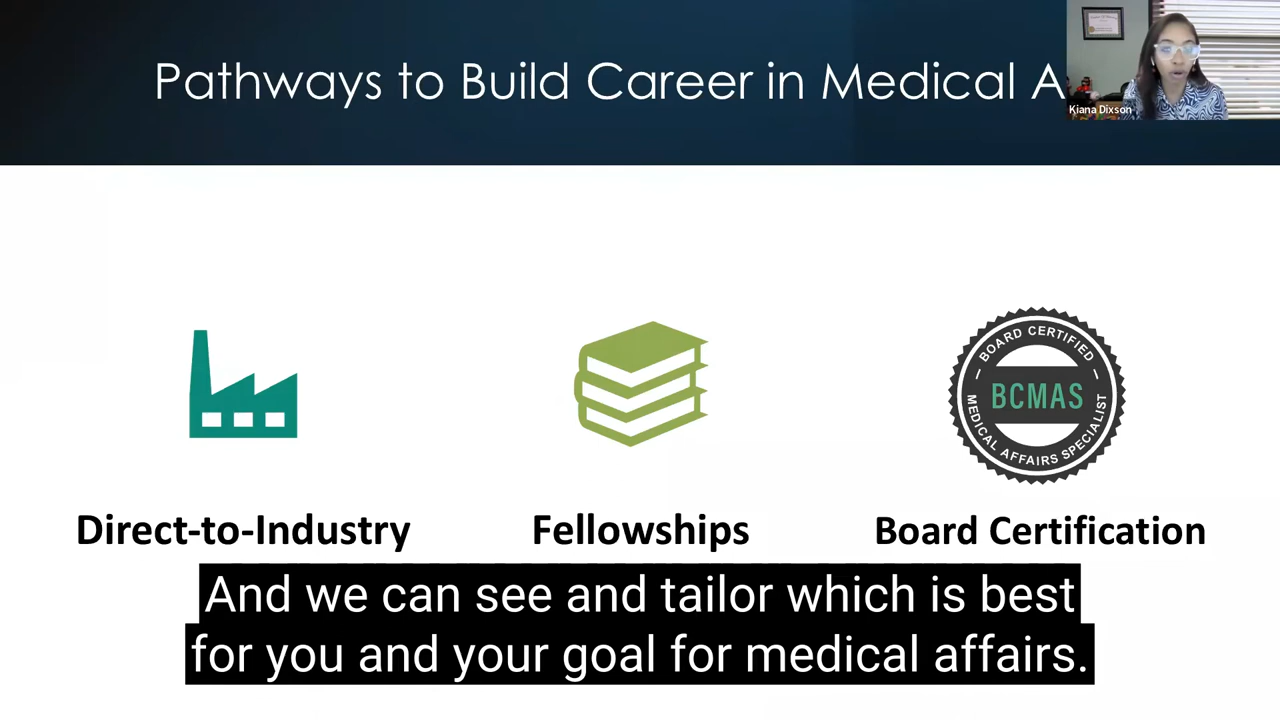 Pathways to Build Career in Medical A
Kiana Dixson
BOARD CERTIFIED
BCMAS
MEDICAL AFFAIRS SPECIALIST
Direct-to-Industry
Fellowships
Board Certification
And we can see and tailor which is best
for you and your goal for medical affairs.